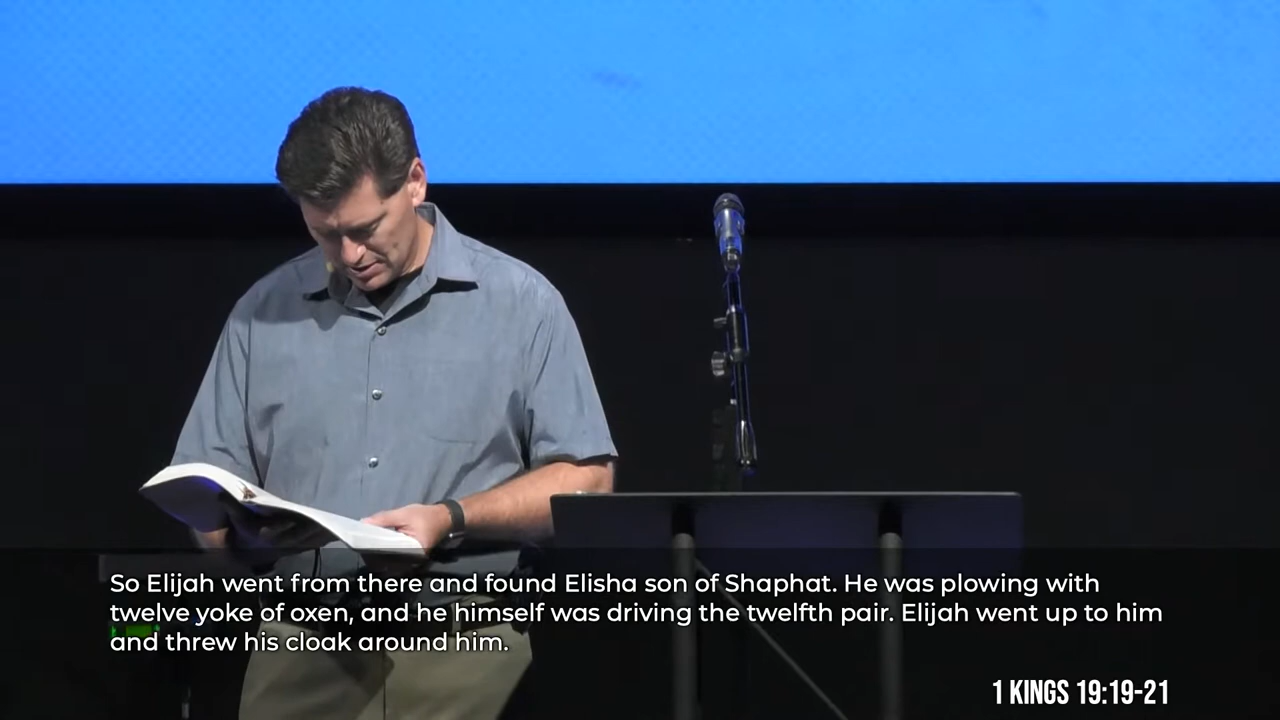 So Elijah went from there and found Elisha son of Shaphat. He was plowing with
twelve yoke of oxen, and he himself was driving the twelfth pair. Elijah went up to him
and threw his cloak around him.
1 KINGS 19:19-21